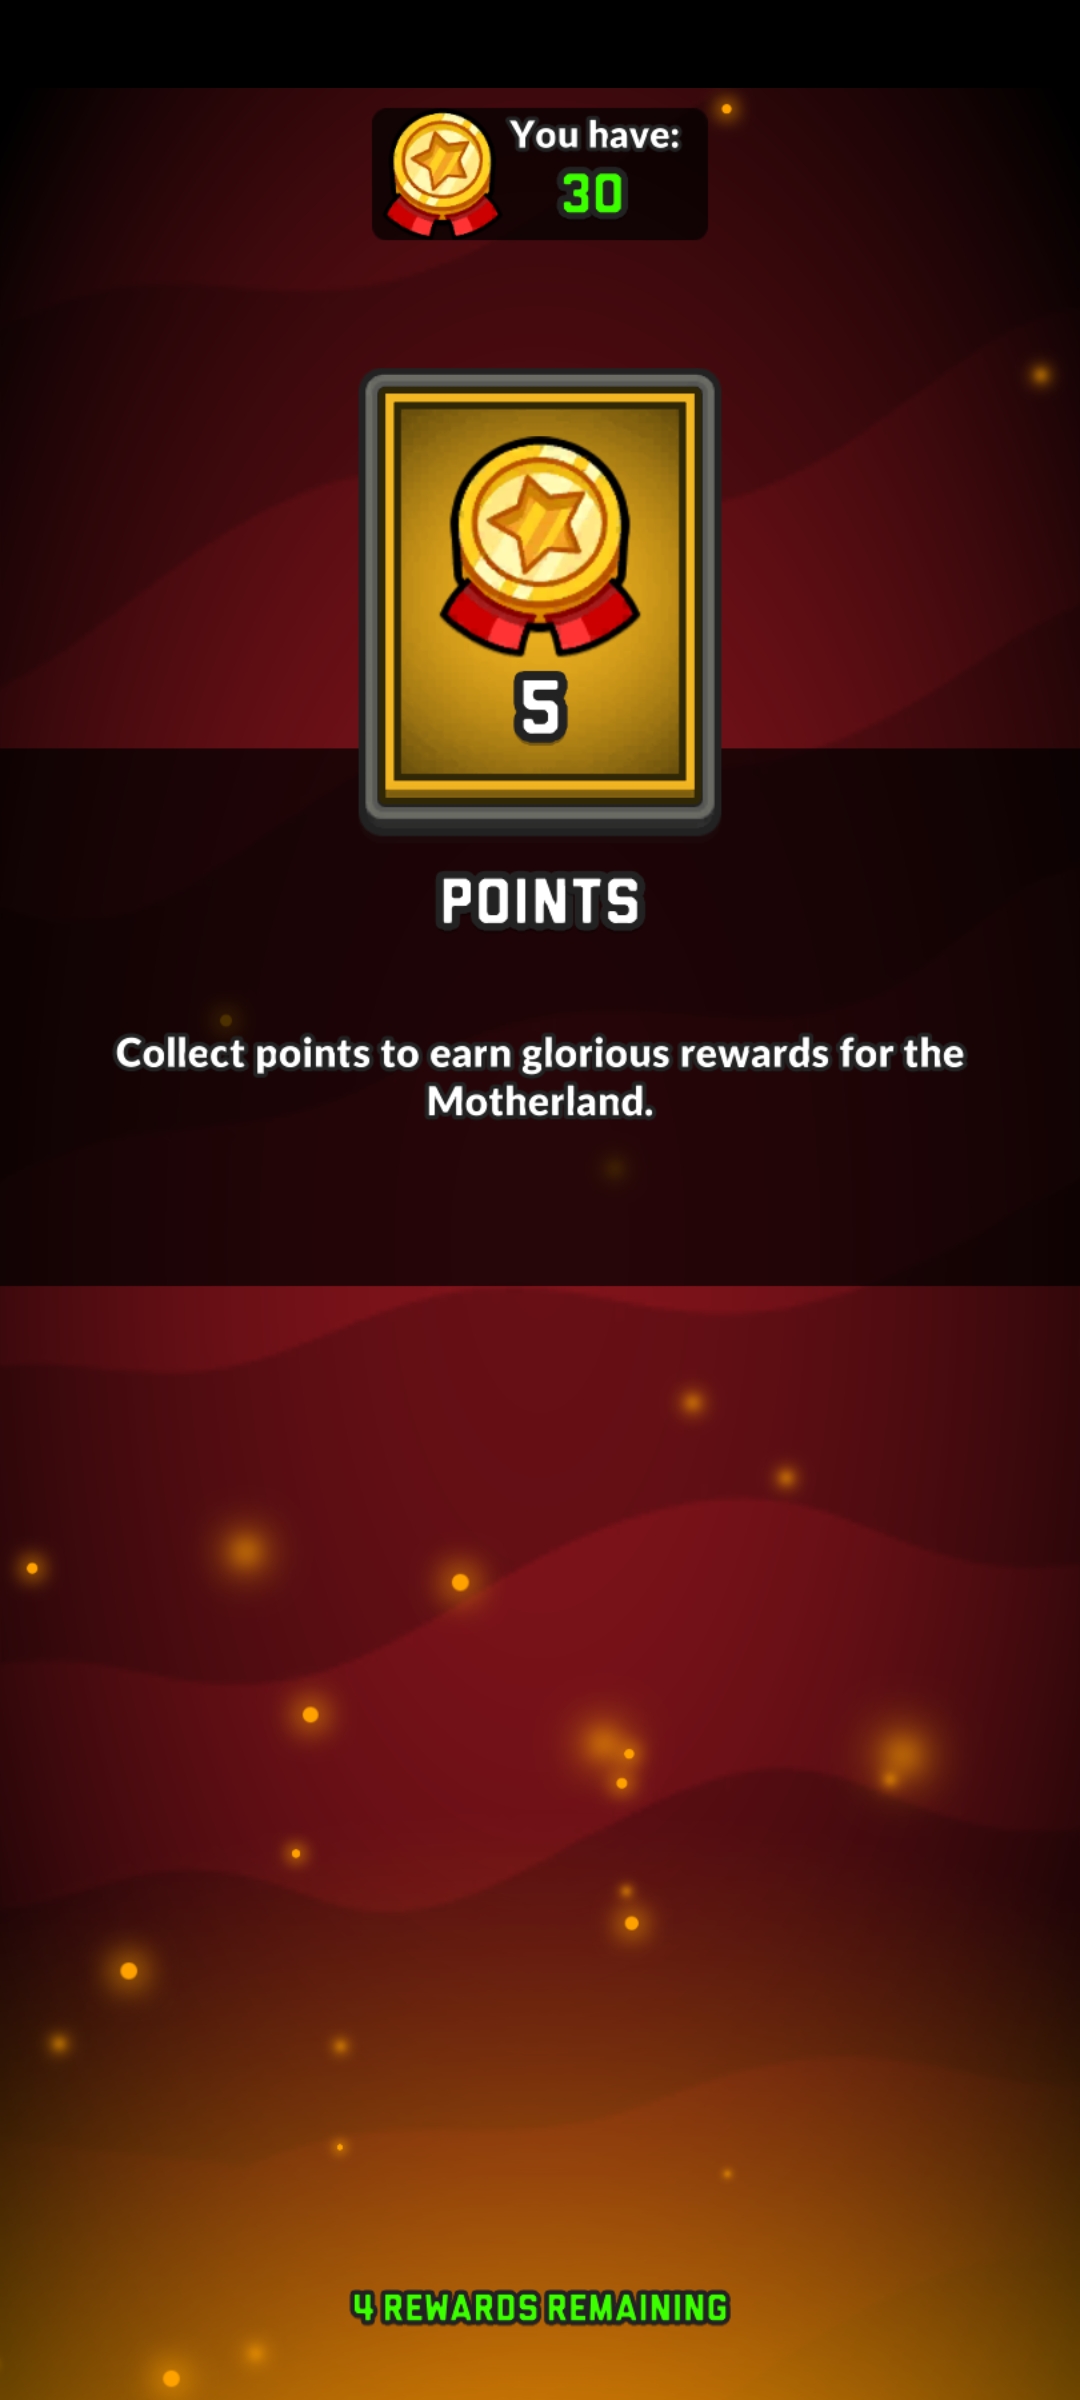 You have:
30
5
POINTS
Collect points to earn glorious rewards for the
Motherland.
4 REWARDS REMAINING